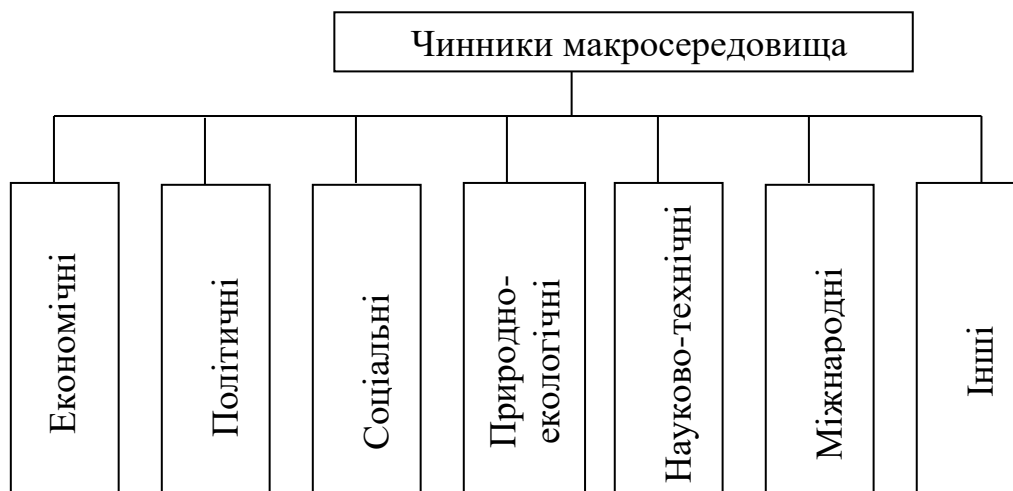 Чинники макросередовища
Економічні
Політичні
Соціальні
Природно-
екологічні
Науково-технічні
Міжнародні
Інші